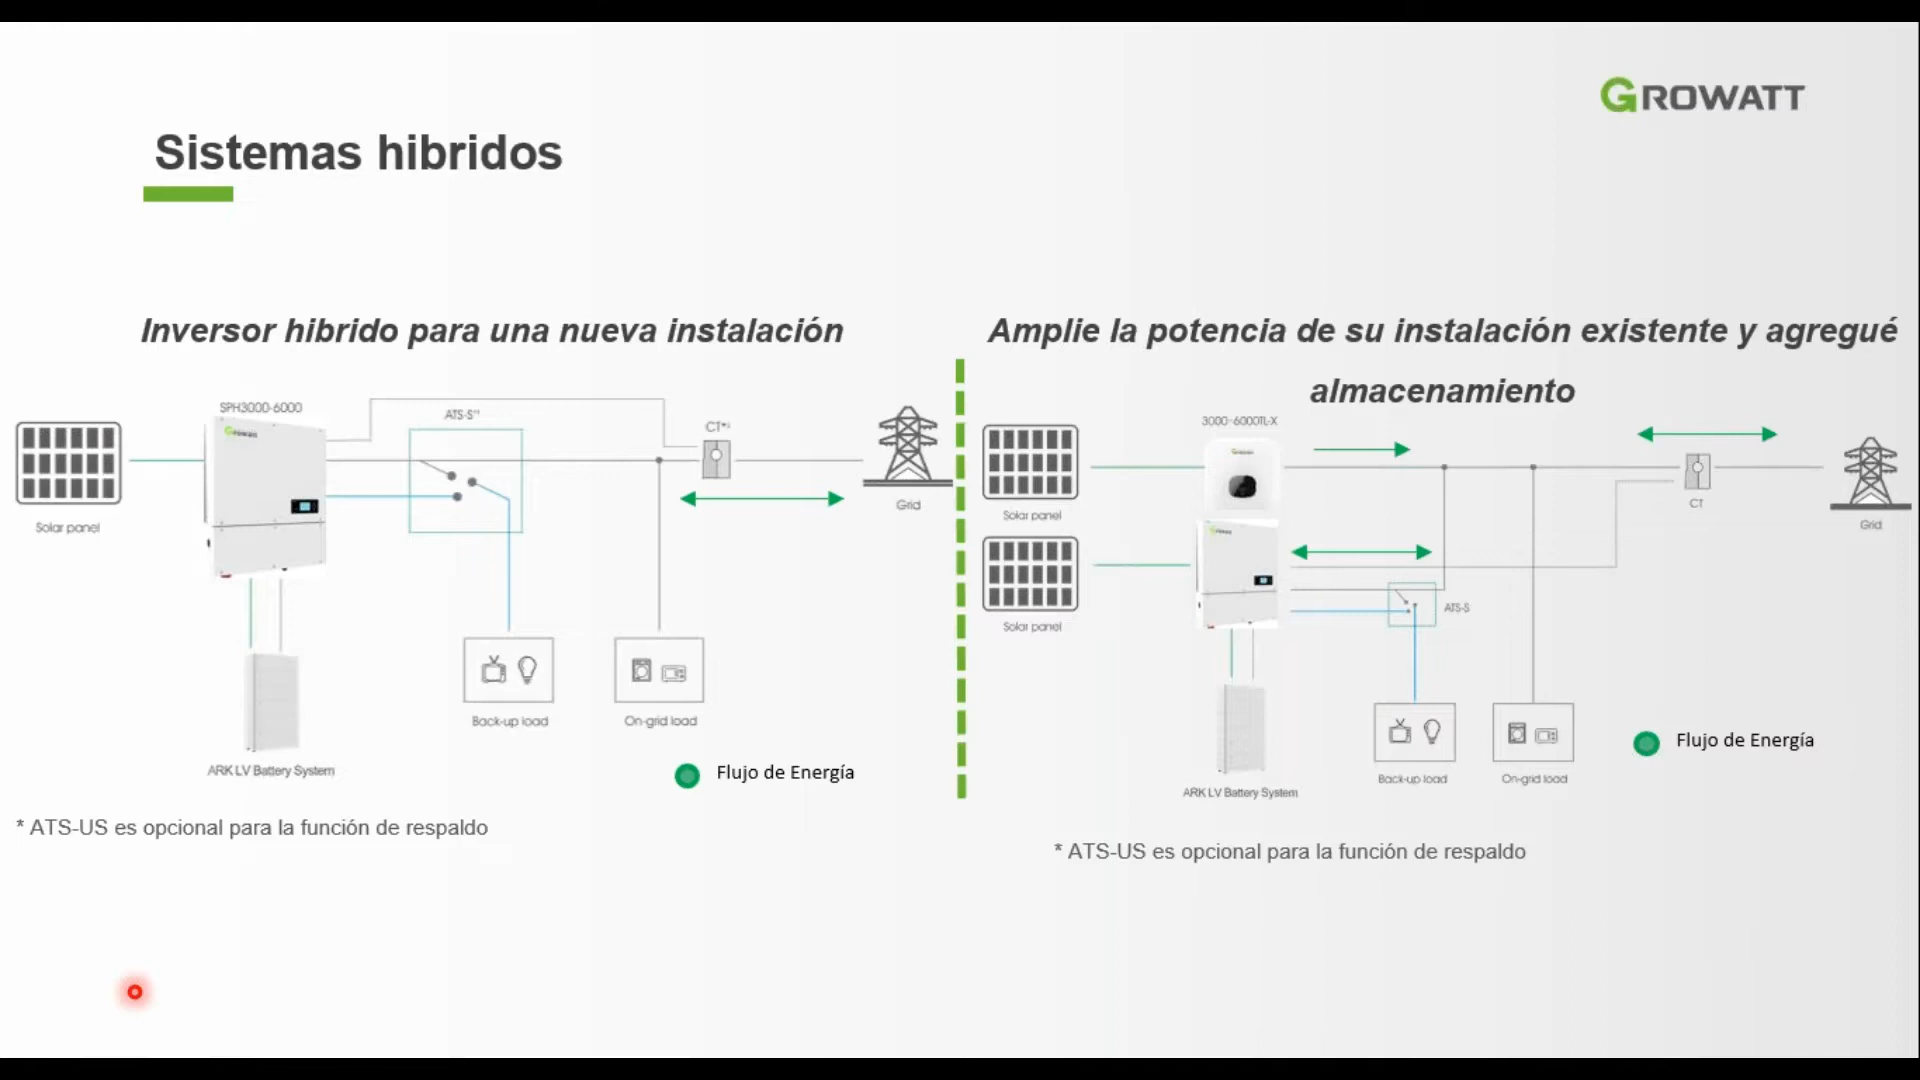 GROWATT
Sistemas hibridos
Inversor hibrido para una nueva instalación
SPH3000-6000
ATS-S
CT
Solar panel
Grid
Back-up load
On-grid load
ARK LV Battery System
Flujo de Energía
* ATS-US es opcional para la función de respaldo
Amplie la potencia de su instalación existente y agregué
almacenamiento
3000-6000TL-X
Solar panel
CT
Grid
Solar panel
ATS-S
Back-up load
On-grid load
ARK LV Battery System
Flujo de Energía
* ATS-US es opcional para la función de respaldo